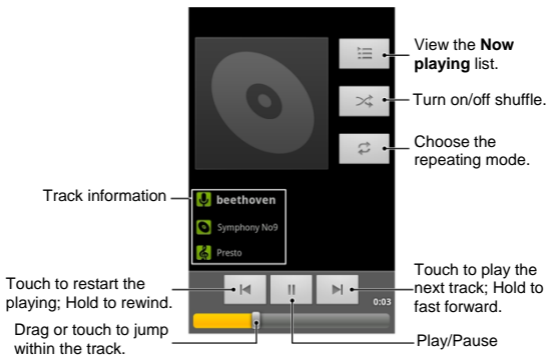 View the Now
playing list.
Turn on/off shuffle.
Choose the
repeating mode.
Track information
beethoven
Symphony No9
Presto
Touch to restart the
playing; Hold to rewind.
Touch to play the
next track; Hold to
fast forward.
0:03
Drag or touch to jump
within the track.
Play/Pause